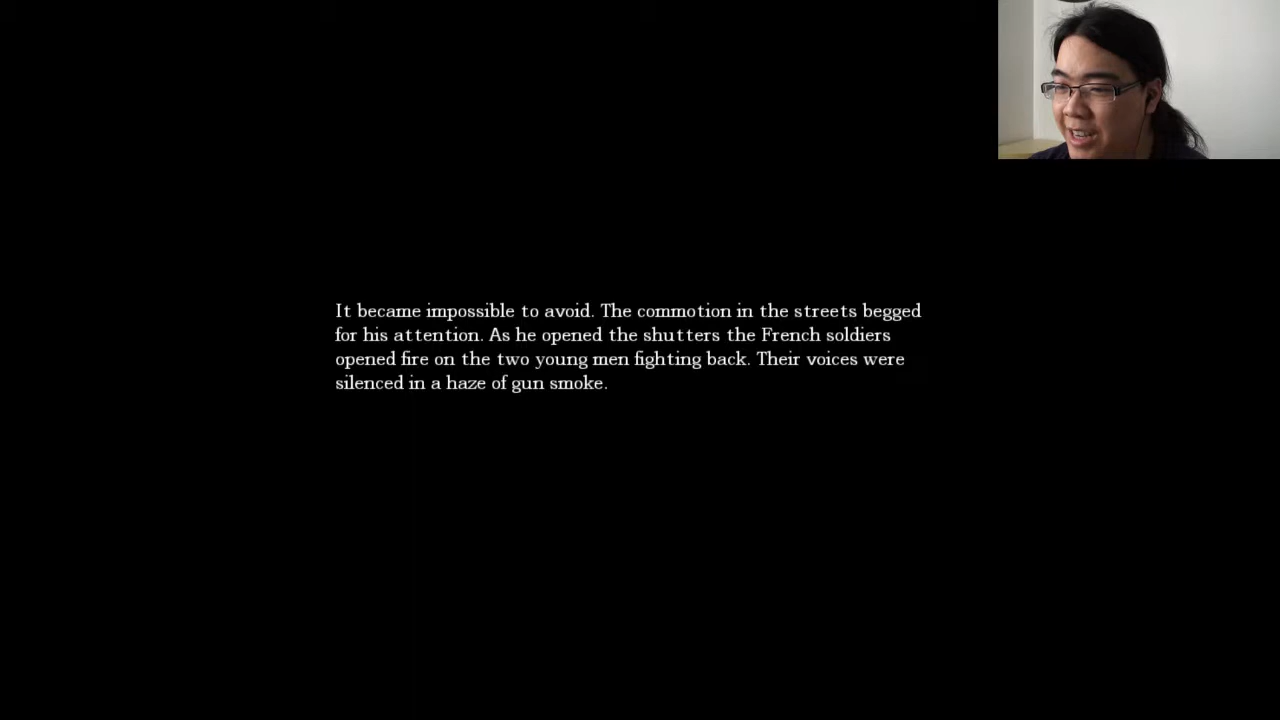 It became impossible to avoid. The commotion in the streets begged
for his attention. As he opened the shutters the French soldiers
opened fire on the two young men fighting back. Their voices were
silenced in a haze of gun smoke.